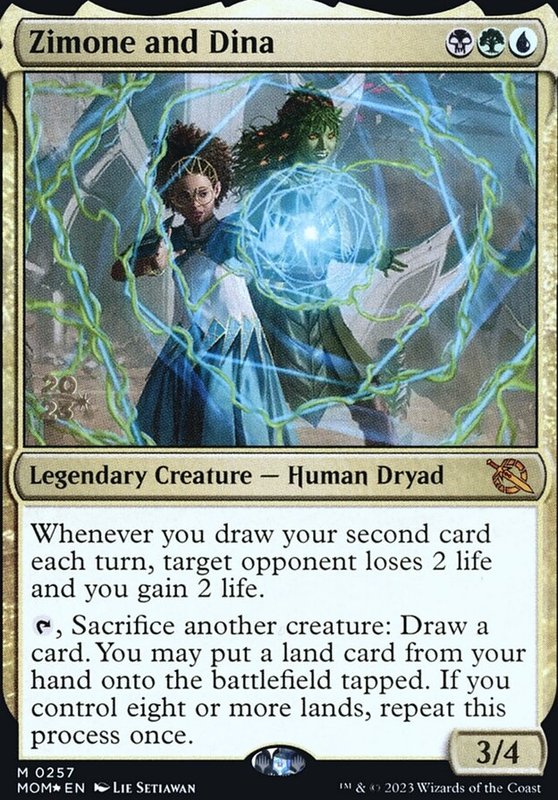 Zimone and Dina
20
23
Legendary Creature — Human Dryad
Whenever you draw your second card
each turn, target opponent loses 2 life
and you gain 2 life.
, Sacrifice another creature: Draw a
card. You may put a land card from your
hand onto the battlefield tapped. If you
control eight or more lands, repeat this
process once.
3/4
M 0257
MOM★EN Lie Setiawan
™ & © 2023 Wizards of the Coast